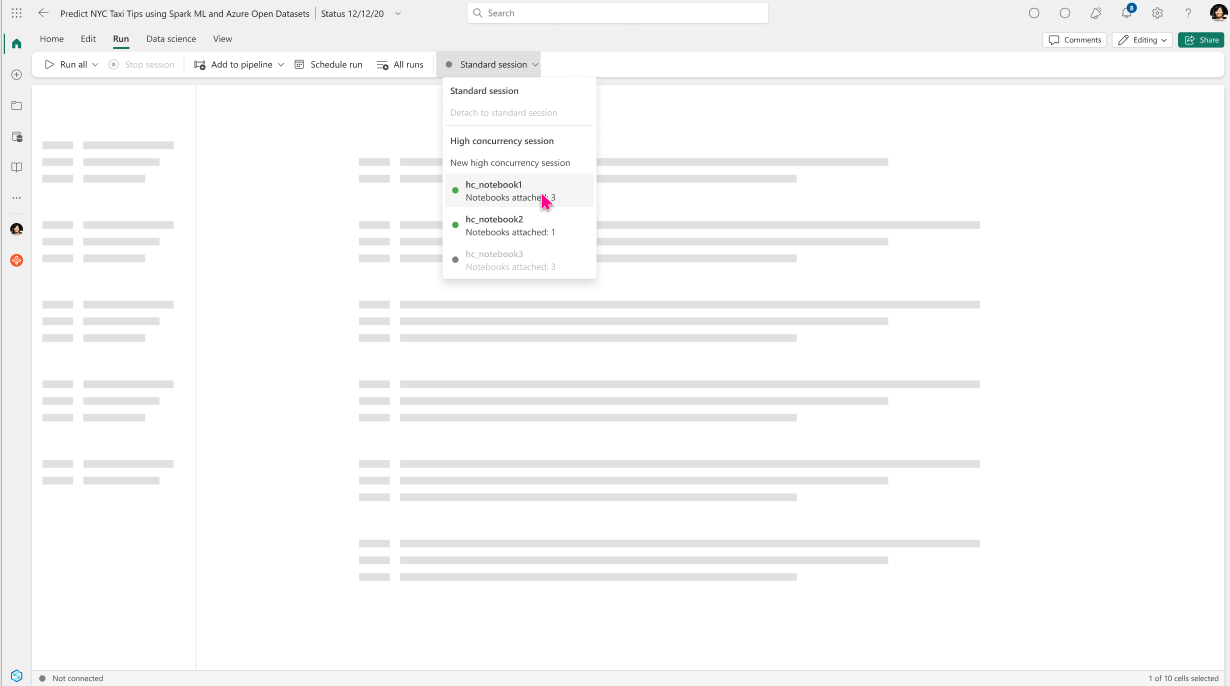 Predict NYC Taxi Tips using Spark ML and Azure Open Datasets | Status 12/12/20
Search
8
Home Edit Run Data science View
Comments Editing Share
Run all Stop session Add to pipeline Schedule run All runs Standard session
Standard session
Detach to standard session
High concurrency session
New high concurrency session
hc_notebook1
Notebooks attached: 3
hc_notebook2
Notebooks attached: 1
hc_notebook3
Notebooks attached: 3
Not connected
1 of 10 cells selected